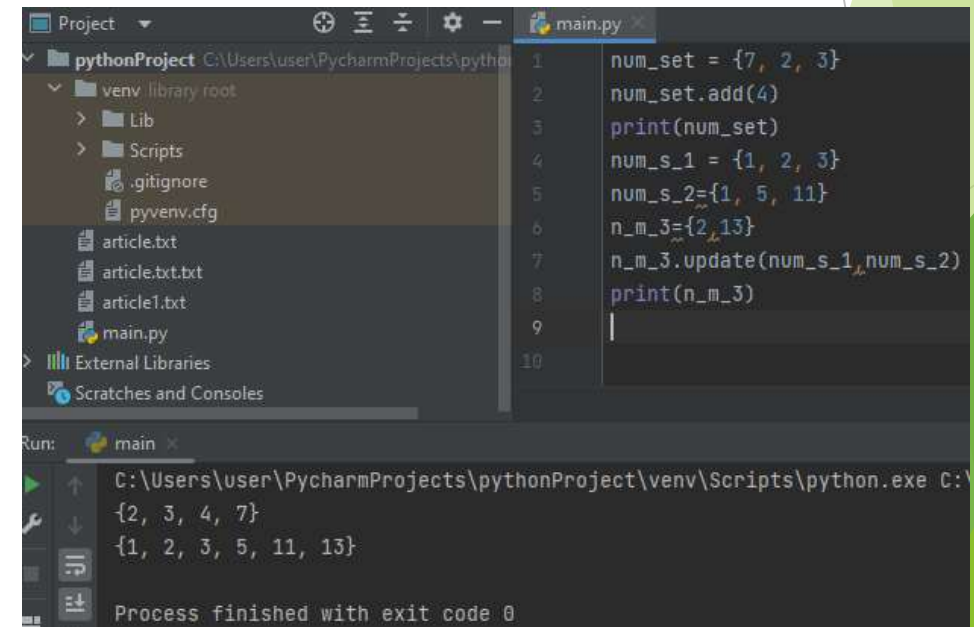 Project
main.py
pythonProject C:\Users\user\PycharmProjects\python
venv library root
Lib
Scripts
.gitignore
pyvenv.cfg
article.txt
article.txt.txt
article1.txt
main.py
External Libraries
Scratches and Consoles
1 num_set = {7, 2, 3}
2 num_set.add(4)
3 print(num_set)
4 num_s_1 = {1, 2, 3}
5 num_s_2={1, 5, 11}
6 n_m_3={2,13}
7 n_m_3.update(num_s_1,num_s_2)
8 print(n_m_3)
9
10
Run: main
C:\Users\user\PycharmProjects\pythonProject\venv\Scripts\python.exe C:\
{2, 3, 4, 7}
{1, 2, 3, 5, 11, 13}
Process finished with exit code 0